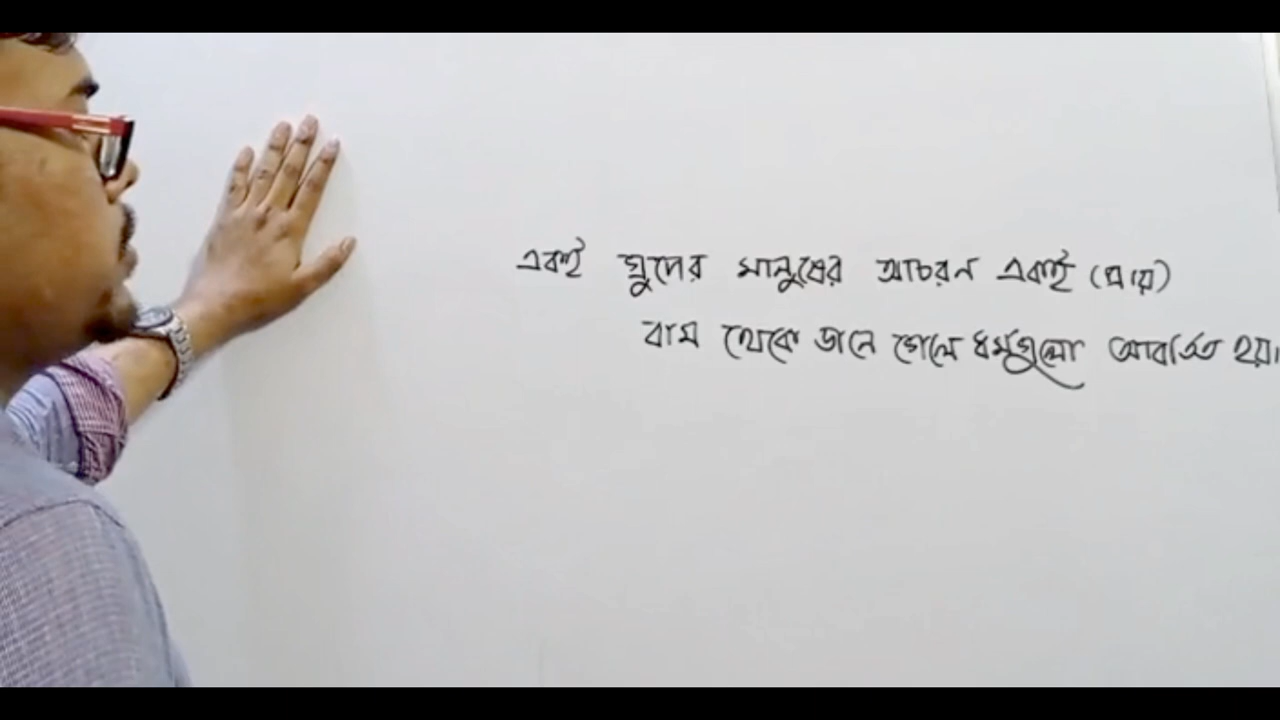 একই গ্রুপের মানুষের আচরন একই (প্রায়)
বাম থেকে ডানে গেলে ধর্মগুলো আবর্তিত হয়।